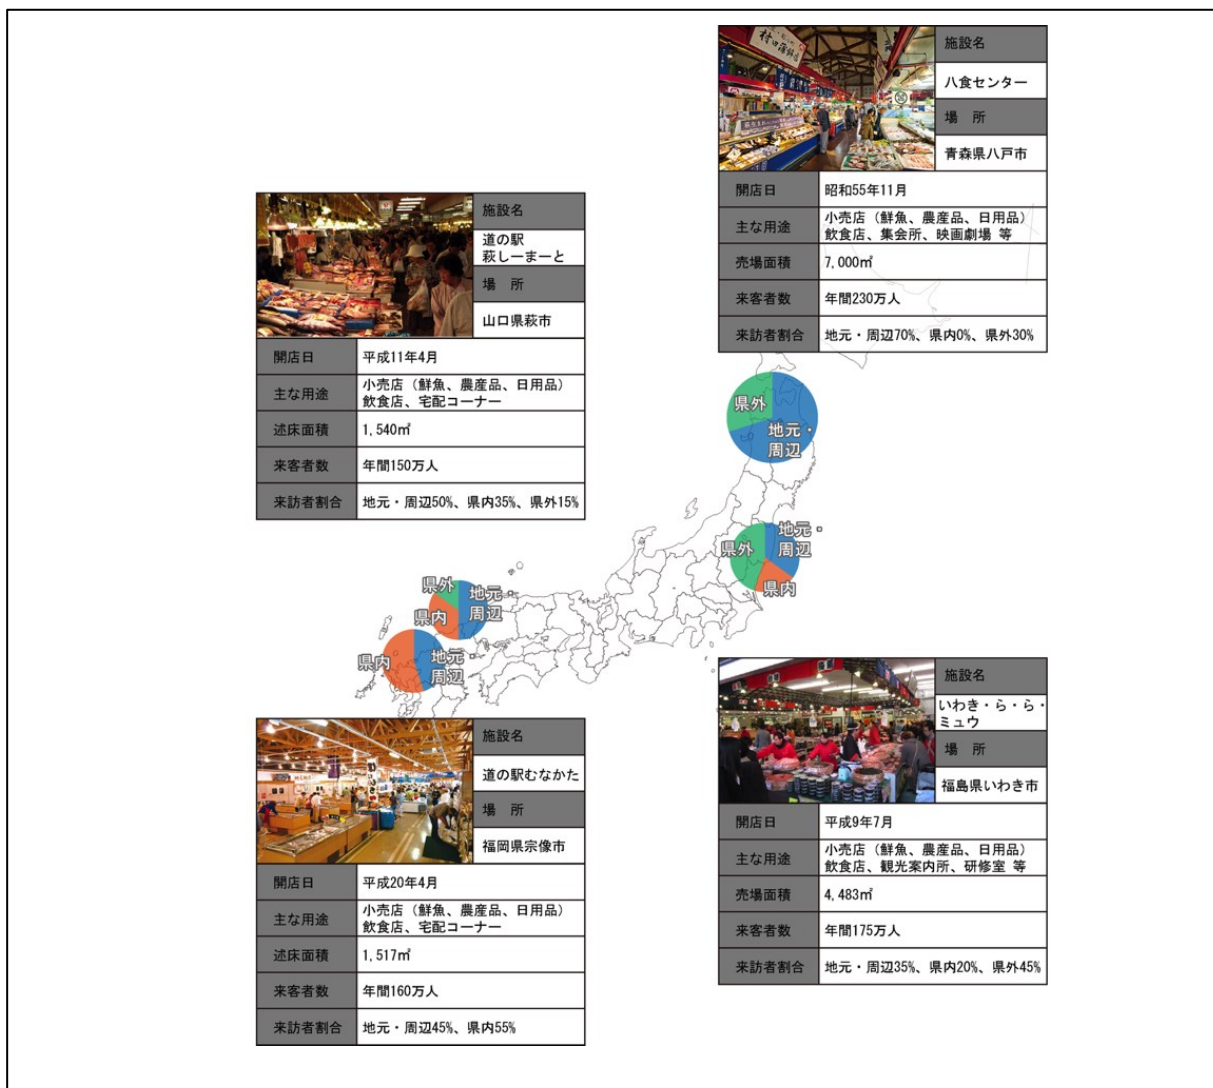 施設名
八食センター
場 所
青森県八戸市
開店日 昭和55年11月
主な用途 小売店（鮮魚、農産品、日用品）
飲食店、集会所、映画劇場 等
売場面積 7,000㎡
来客者数 年間230万人
来訪者割合 地元・周辺70%、県内0%、県外30%
施設名
道の駅
萩しーまーと
場 所
山口県萩市
開店日 平成11年4月
主な用途 小売店（鮮魚、農産品、日用品）
飲食店、宅配コーナー
述床面積 1,540㎡
来客者数 年間150万人
来訪者割合 地元・周辺50%、県内35%、県外15%
県外
地元・
周辺
県外
地元・
周辺
県内
県外
地元・
周辺
県内
県内
地元・
周辺
施設名
道の駅むなかた
場 所
福岡県宗像市
開店日 平成20年4月
主な用途 小売店（鮮魚、農産品、日用品）
飲食店、宅配コーナー
述床面積 1,517㎡
来客者数 年間160万人
来訪者割合 地元・周辺45%、県内55%
施設名
いわき・ら・ら・
ミュウ
場 所
福島県いわき市
開店日 平成9年7月
主な用途 小売店（鮮魚、農産品、日用品）
飲食店、観光案内所、研修室 等
売場面積 4,483㎡
来客者数 年間175万人
来訪者割合 地元・周辺35%、県内20%、県外45%